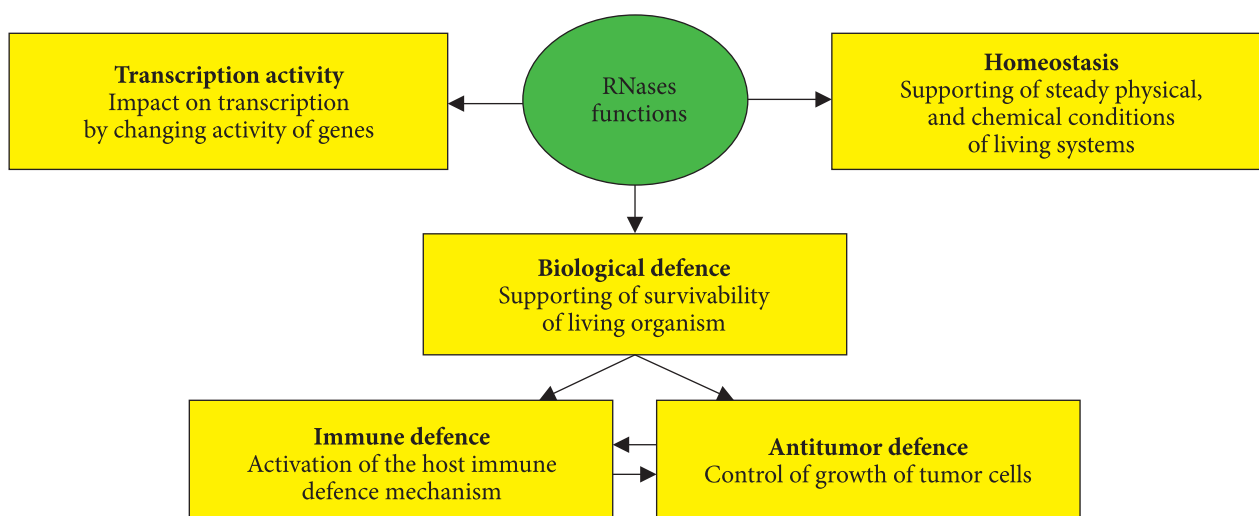 RNases
functions
Transcription activity
Impact on transcription
by changing activity of genes
Homeostasis
Supporting of steady physical,
and chemical conditions
of living systems
Biological defence
Supporting of survivability
of living organism
Immune defence
Activation of the host immune
defence mechanism
Antitumor defence
Control of growth of tumor cells